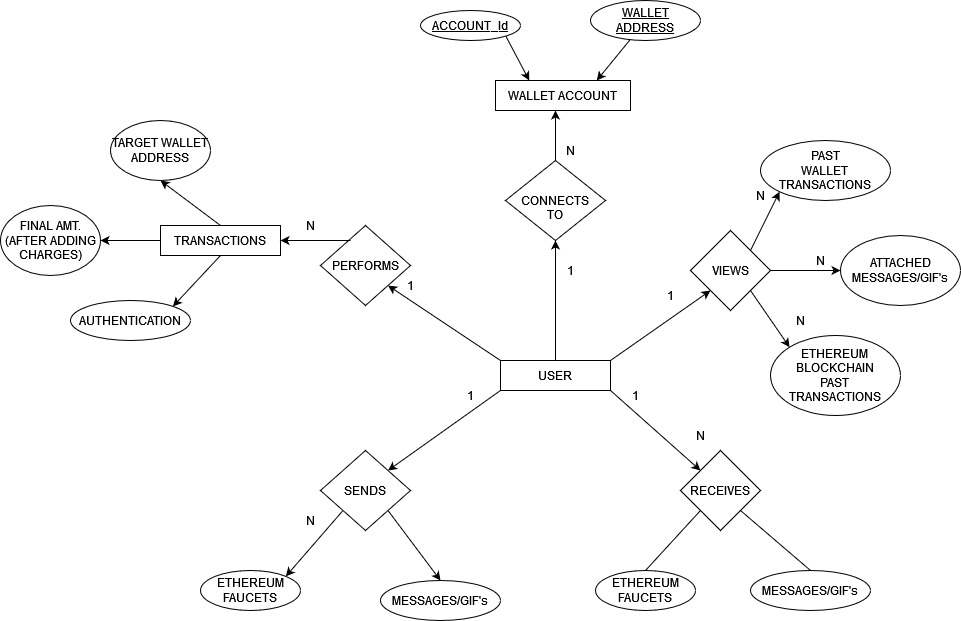 ACCOUNT_Id
WALLET
ADDRESS
WALLET ACCOUNT
N
CONNECTS
TO
1
TARGET WALLET
ADDRESS
FINAL AMT.
(AFTER ADDING
CHARGES)
TRANSACTIONS
AUTHENTICATION
N
PERFORMS
1
PAST
WALLET
TRANSACTIONS
N
VIEWS
N
ATTACHED
MESSAGES/GIF's
1
N
ETHEREUM
BLOCKCHAIN
PAST
TRANSACTIONS
USER
1
1
SENDS
N
ETHEREUM
FAUCETS
MESSAGES/GIF's
N
RECEIVES
ETHEREUM
FAUCETS
MESSAGES/GIF's